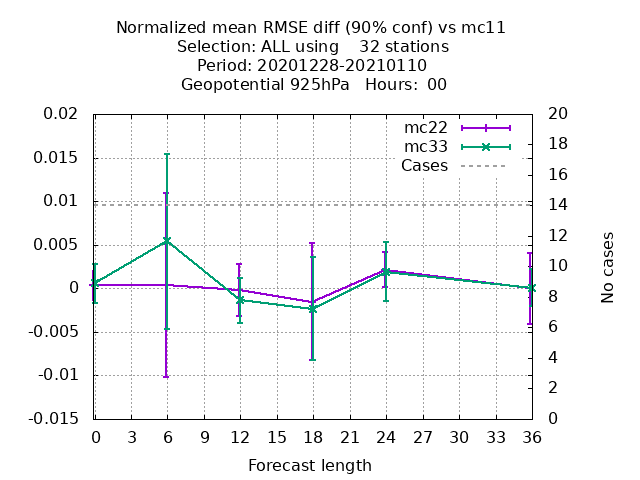 Normalized mean RMSE diff (90% conf) vs mc11
Selection: ALL using    32 stations
Period: 20201228-20210110
Geopotential 925hPa   Hours:  00
mc22
mc33
Cases
0.02
0.015
0.01
0.005
0
-0.005
-0.01
-0.015
20
18
16
14
12
10
8
6
4
2
0
No cases
0 3 6 9 12 15 18 21 24 27 30 33 36
Forecast length